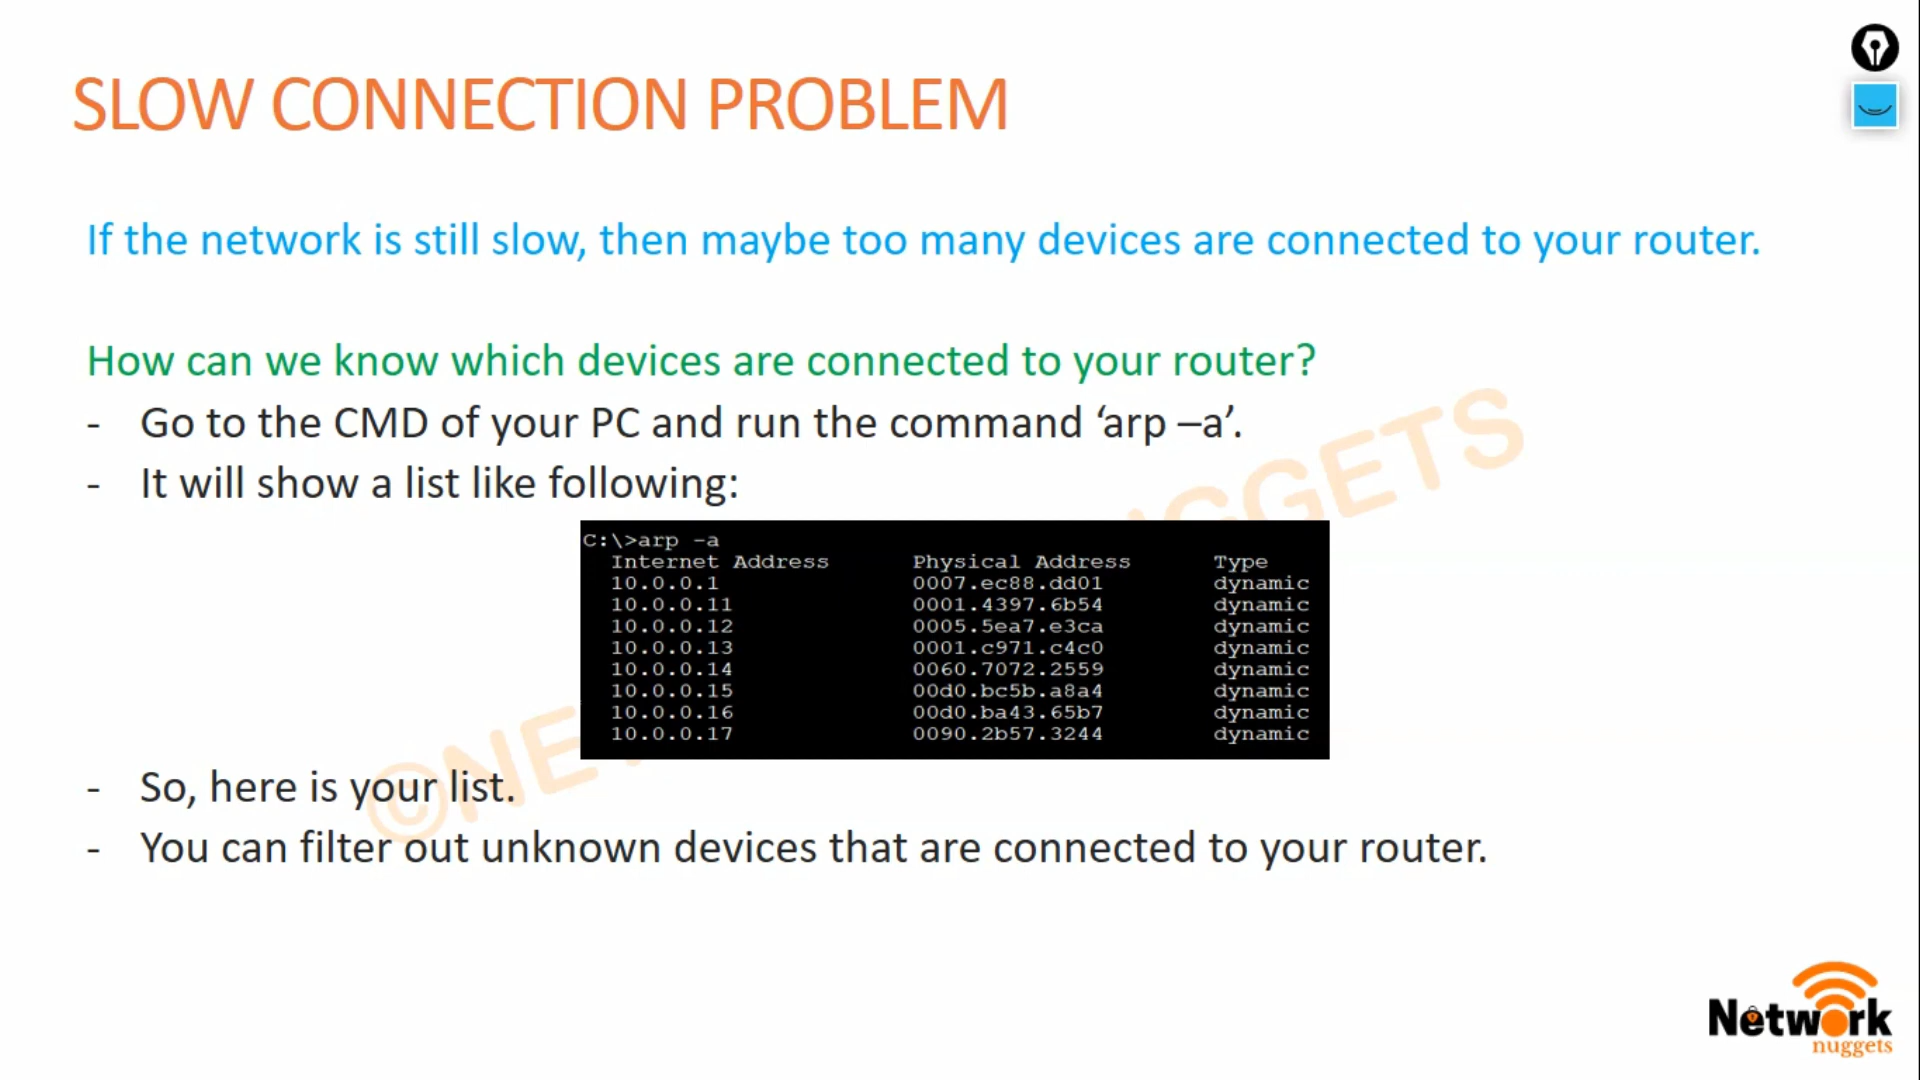 SLOW CONNECTION PROBLEM
If the network is still slow, then maybe too many devices are connected to your router.
How can we know which devices are connected to your router?
- Go to the CMD of your PC and run the command ‘arp –a’.
- It will show a list like following:
C:\>arp -a
Internet Address Physical Address Type
10.0.0.1 0007.ec88.dd01 dynamic
10.0.0.11 0001.4397.6b54 dynamic
10.0.0.12 0005.5ea7.e3ca dynamic
10.0.0.13 0001.c971.c4c0 dynamic
10.0.0.14 0060.7072.2559 dynamic
10.0.0.15 00d0.bc5b.a8a4 dynamic
10.0.0.16 00d0.ba43.65b7 dynamic
10.0.0.17 0090.2b57.3244 dynamic
- So, here is your list.
- You can filter out unknown devices that are connected to your router.
Network
nuggets